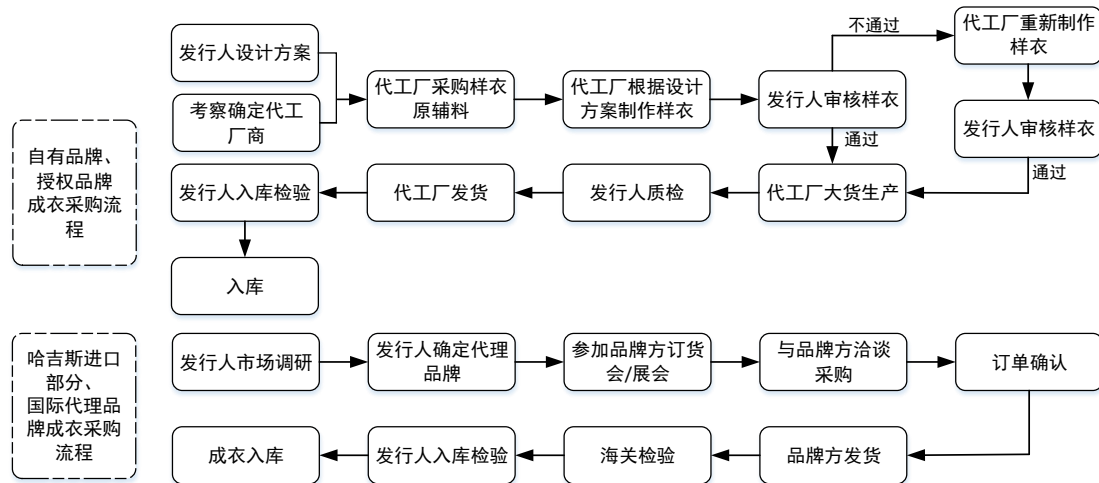 发行人设计方案
考察确定代工
厂商
代工厂采购样衣
原辅料
代工厂根据设计
方案制作样衣
发行人审核样衣
不通过
代工厂重新制作
样衣
发行人审核样衣
通过
通过
自有品牌、
授权品牌
成衣采购流
程
发行人入库检验
代工厂发货
发行人质检
代工厂大货生产
入库
哈吉斯进口
部分、
国际代理品
牌成衣采购
流程
发行人市场调研
发行人确定代理
品牌
参加品牌方订货
会/展会
与品牌方洽谈
采购
订单确认
成衣入库
发行人入库检验
海关检验
品牌方发货